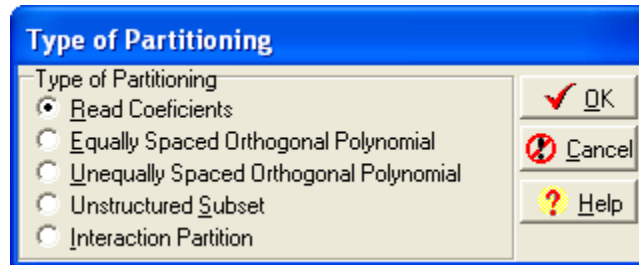 Type of Partitioning
Type of Partitioning
Read Coeficients
Equally Spaced Orthogonal Polynomial
Unequally Spaced Orthogonal Polynomial
Unstructured Subset
Interaction Partition
OK
Cancel
Help